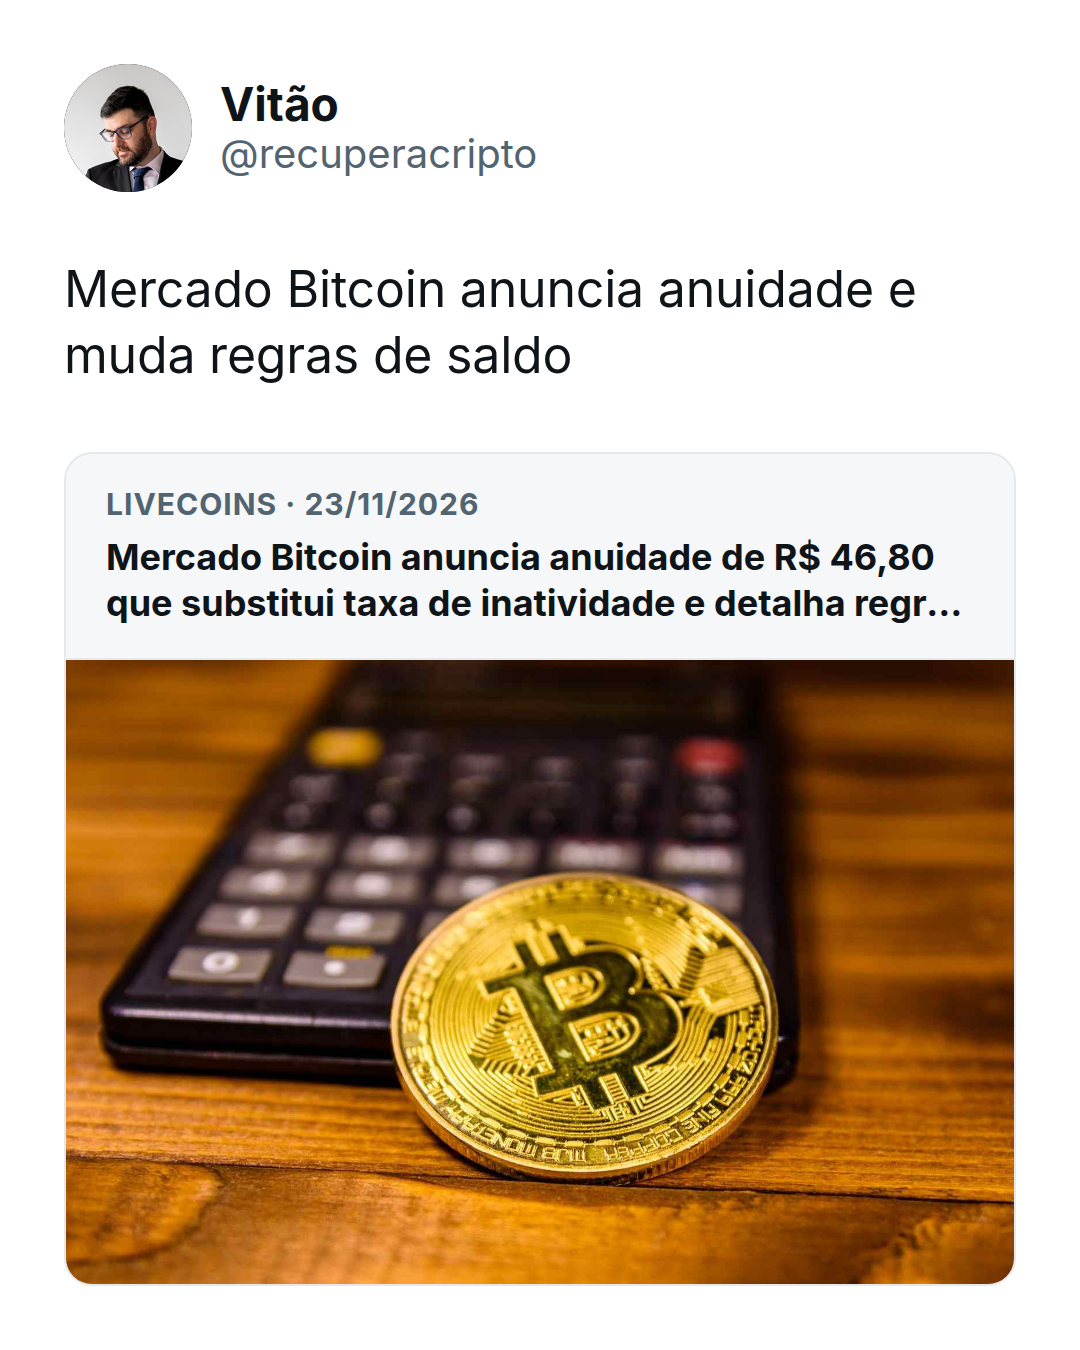 Vitão
@recuperacripto
Mercado Bitcoin anuncia anuidade e
muda regras de saldo
LIVECOINS · 23/11/2026
Mercado Bitcoin anuncia anuidade de R$ 46,80
que substitui taxa de inatividade e detalha regr...
B